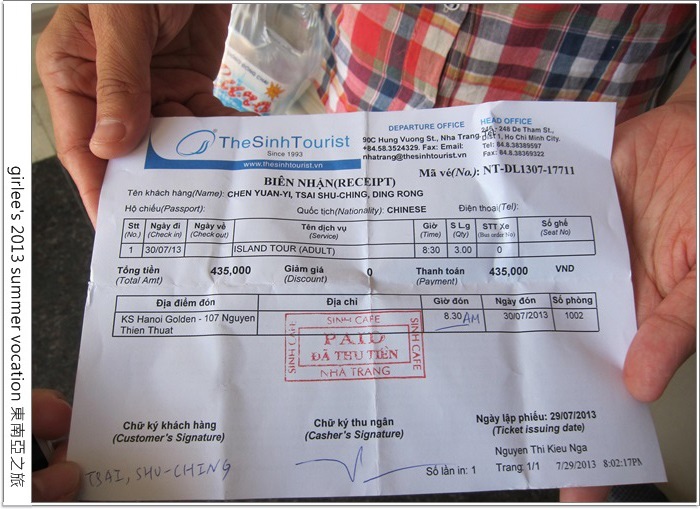 girlee's 2013 summer vocation 東南亞之旅
TheSinhTourist
Since 1993
www.thesinhtourist.vn
DEPARTURE OFFICE
90C Hung Vuong St., Nha Trang. Tel:
+84.58.3524329. Fax: Email:
nhatrang@thesinhtourist.vn
HEAD OFFICE
246 - 248 De Tham St.,
Dist 1, Ho Chi Minh City.
Tel: 84.8.38389597
Fax: 84.8.38369322
BIÊN NHẬN(RECEIPT)
Mã vé(No.): NT-DL1307-17711
Tên khách hàng(Name): CHEN YUAN-YI, TSAI SHU-CHING, DING RONG
Hộ chiếu(Passport): Quốc tịch(Nationality): CHINESE Điện thoại(Tel):
Stt Ngày đi Ngày về Tên dịch vụ Giờ S Lg STT Xe Số ghế
(No.) (Check in) (Check out) (Service) (Time) (Qty) (Bus order No) (Seat No)
1 30/07/13 ISLAND TOUR (ADULT) 8:30 3.00 0
Tổng tiền 435,000 Giảm giá 0 Thanh toán 435,000 VND
(Total Amt) (Discount) (Payment)
Địa điểm đón Địa chỉ Giờ đón Ngày đón Số phòng
KS Hanoi Golden - 107 Nguyen 8.30 AM 30/07/2013 1002
Thien Thuat
SINH CAFE
SINH CAFE
SINH CAFE
PAID
ĐÃ THU TIỀN
NHA TRANG
Chữ ký khách hàng Chữ ký thu ngân Ngày lập phiếu: 29/07/2013
(Customer's Signature) (Casher's Signature) (Ticket issuing date)
Nguyen Thi Kieu Nga
TSAI, SHU-CHING Số lần in: 1 Trang: 1/1 7/29/2013 8:02:17PM